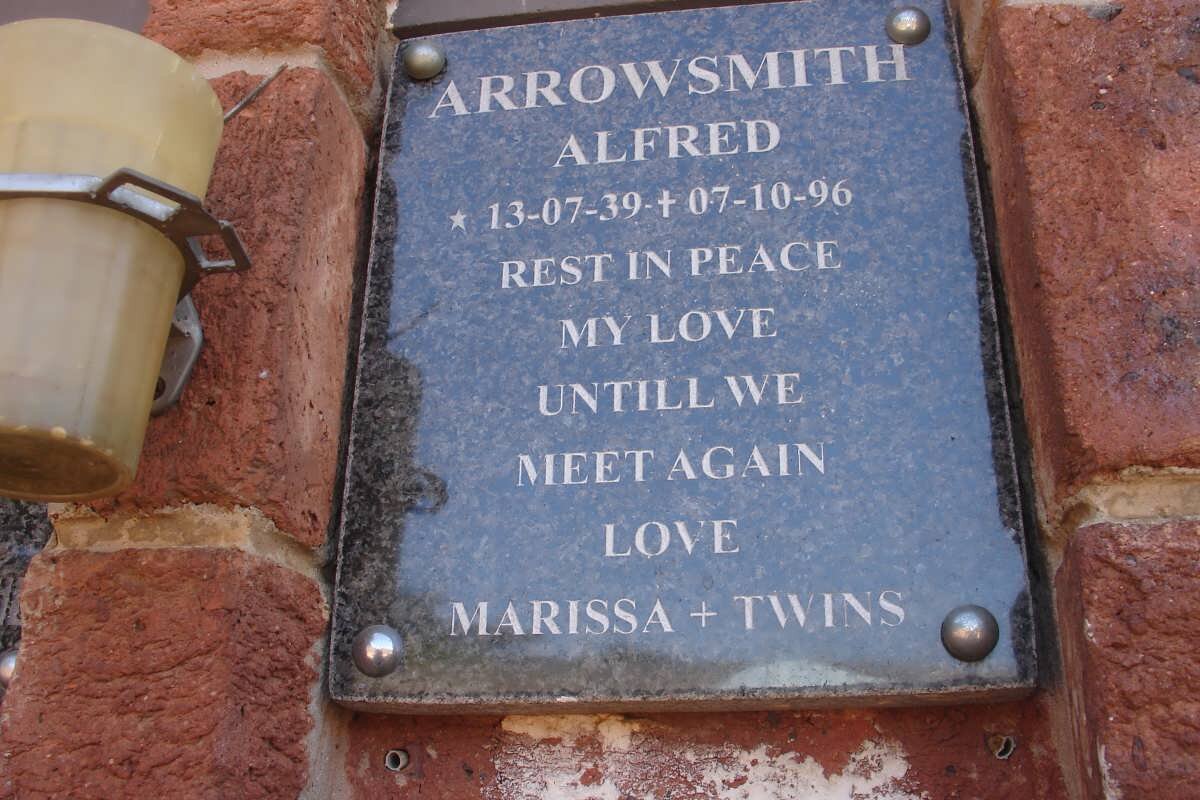 ARROWSMITH
ALFRED
★ 13-07-39-✝07-10-96
REST IN PEACE
MY LOVE
UNTILL WE
MEET AGAIN
LOVE
MARISSA + TWINS